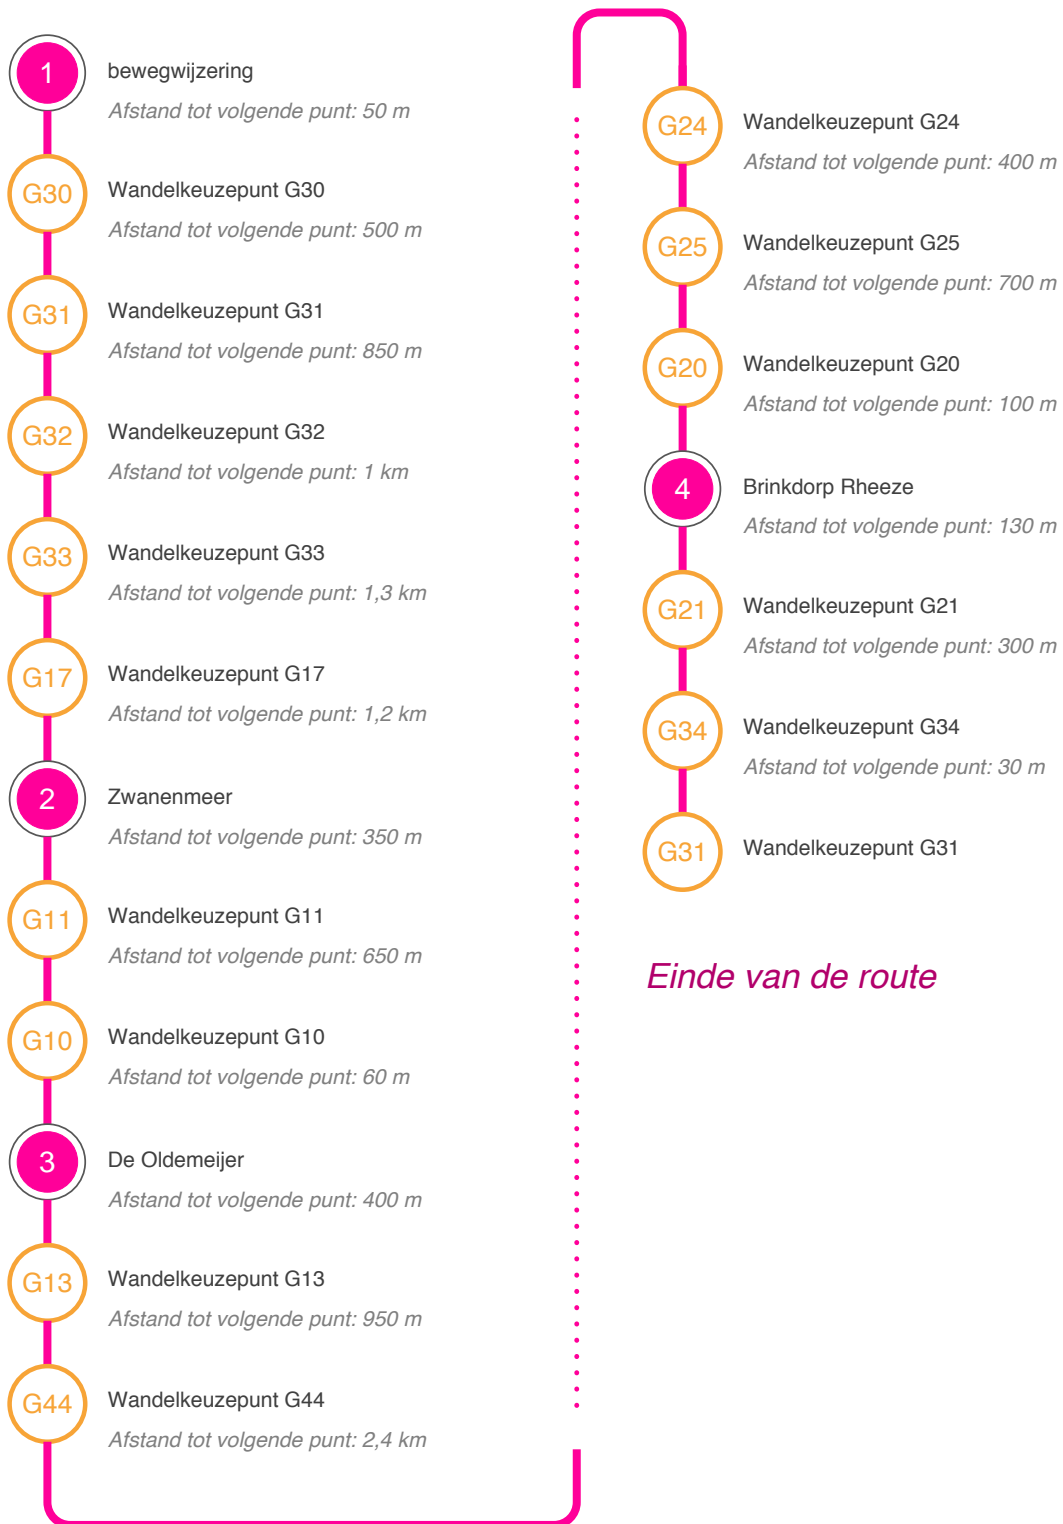 1
bewegwijzering
Afstand tot volgende punt: 50 m
G30
Wandelkeuzepunt G30
Afstand tot volgende punt: 500 m
G31
Wandelkeuzepunt G31
Afstand tot volgende punt: 850 m
G32
Wandelkeuzepunt G32
Afstand tot volgende punt: 1 km
G33
Wandelkeuzepunt G33
Afstand tot volgende punt: 1,3 km
G17
Wandelkeuzepunt G17
Afstand tot volgende punt: 1,2 km
2
Zwanenmeer
Afstand tot volgende punt: 350 m
G11
Wandelkeuzepunt G11
Afstand tot volgende punt: 650 m
G10
Wandelkeuzepunt G10
Afstand tot volgende punt: 60 m
3
De Oldemeijer
Afstand tot volgende punt: 400 m
G13
Wandelkeuzepunt G13
Afstand tot volgende punt: 950 m
G44
Wandelkeuzepunt G44
Afstand tot volgende punt: 2,4 km
G24
Wandelkeuzepunt G24
Afstand tot volgende punt: 400 m
G25
Wandelkeuzepunt G25
Afstand tot volgende punt: 700 m
G20
Wandelkeuzepunt G20
Afstand tot volgende punt: 100 m
4
Brinkdorp Rheeze
Afstand tot volgende punt: 130 m
G21
Wandelkeuzepunt G21
Afstand tot volgende punt: 300 m
G34
Wandelkeuzepunt G34
Afstand tot volgende punt: 30 m
G31
Wandelkeuzepunt G31
Einde van de route